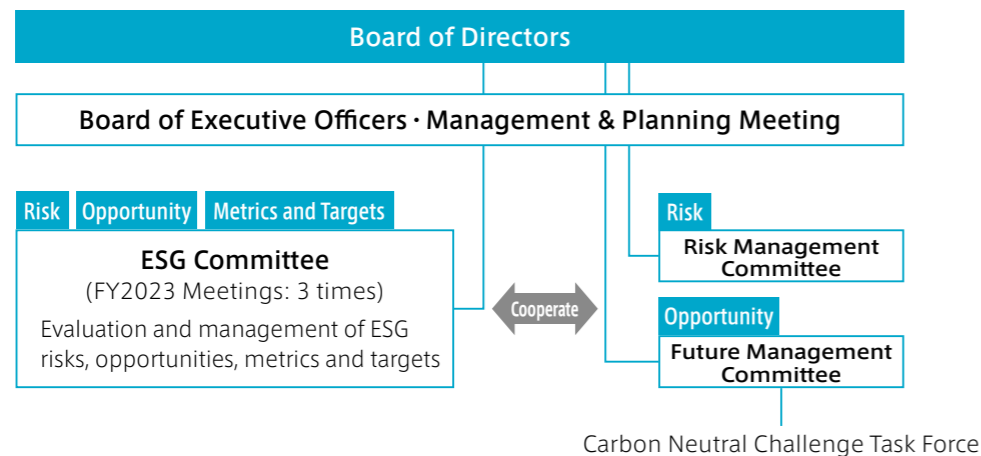 Board of Directors
Board of Executive Officers · Management & Planning Meeting
Risk
Opportunity
Metrics and Targets
ESG Committee
(FY2023 Meetings: 3 times)
Evaluation and management of ESG
risks, opportunities, metrics and targets
Cooperate
Risk
Risk Management
Committee
Opportunity
Future Management
Committee
Carbon Neutral Challenge Task Force